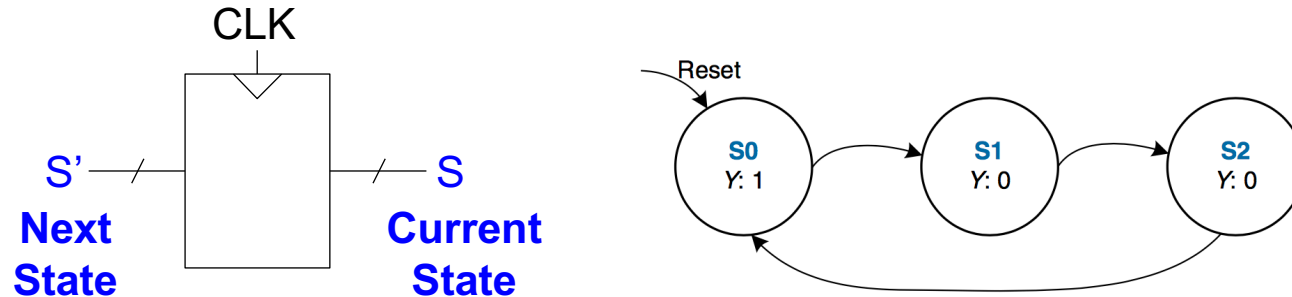 CLK
S’
S
Next
State
Current
State
Reset
S0
Y: 1
S1
Y: 0
S2
Y: 0